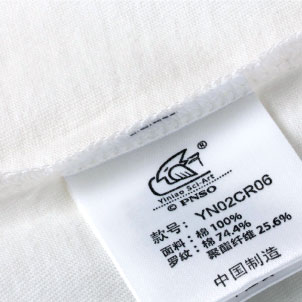 Yiniao Sci-Art
© PNSO
款号: YN02CR06
面料: 棉 100%
罗纹: 棉 74.4%
聚酯纤维 25.6%
中国制造